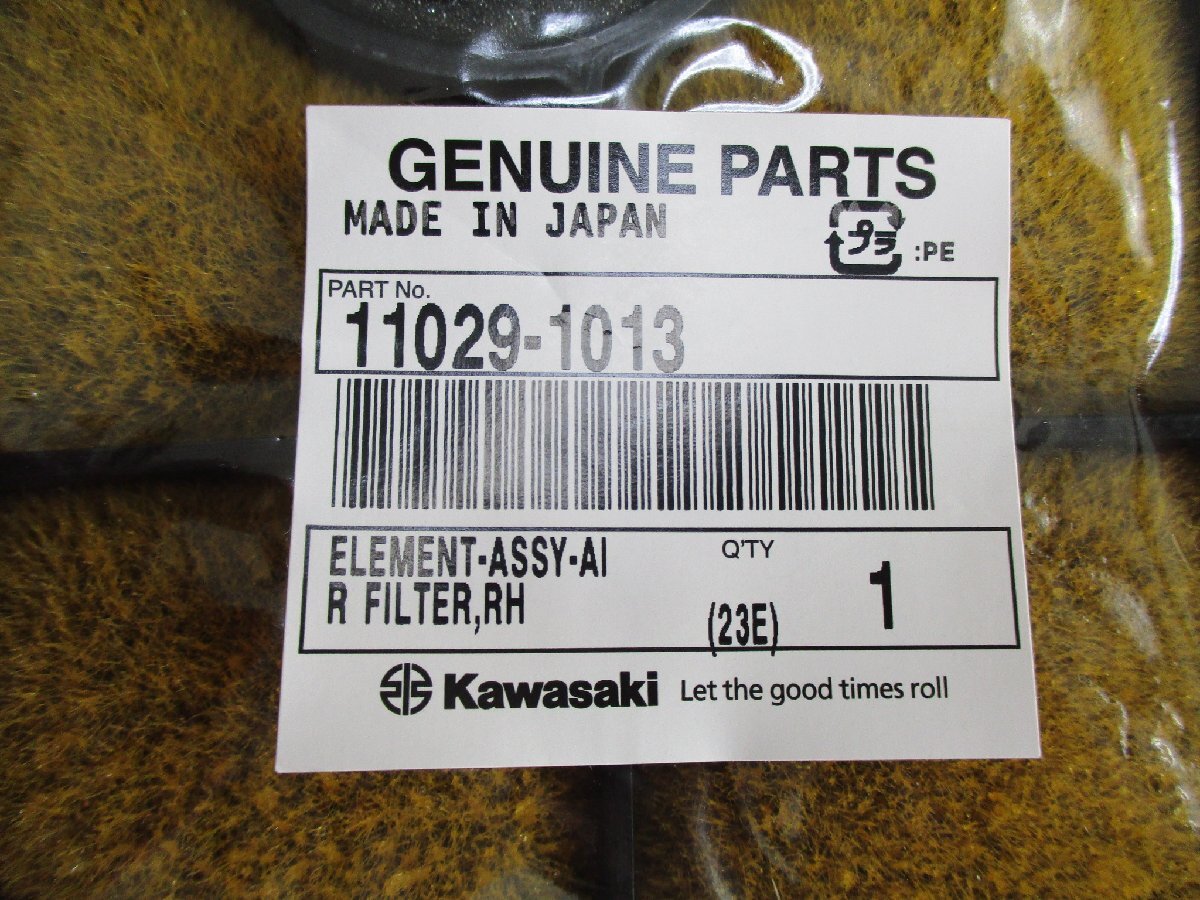 GENUINE PARTS
MADE IN JAPAN
プラ :PE
PART No.
11029-1013
ELEMENT-ASSY-AI
R FILTER,RH
Q'TY
(23E)
1
Kawasaki Let the good times roll